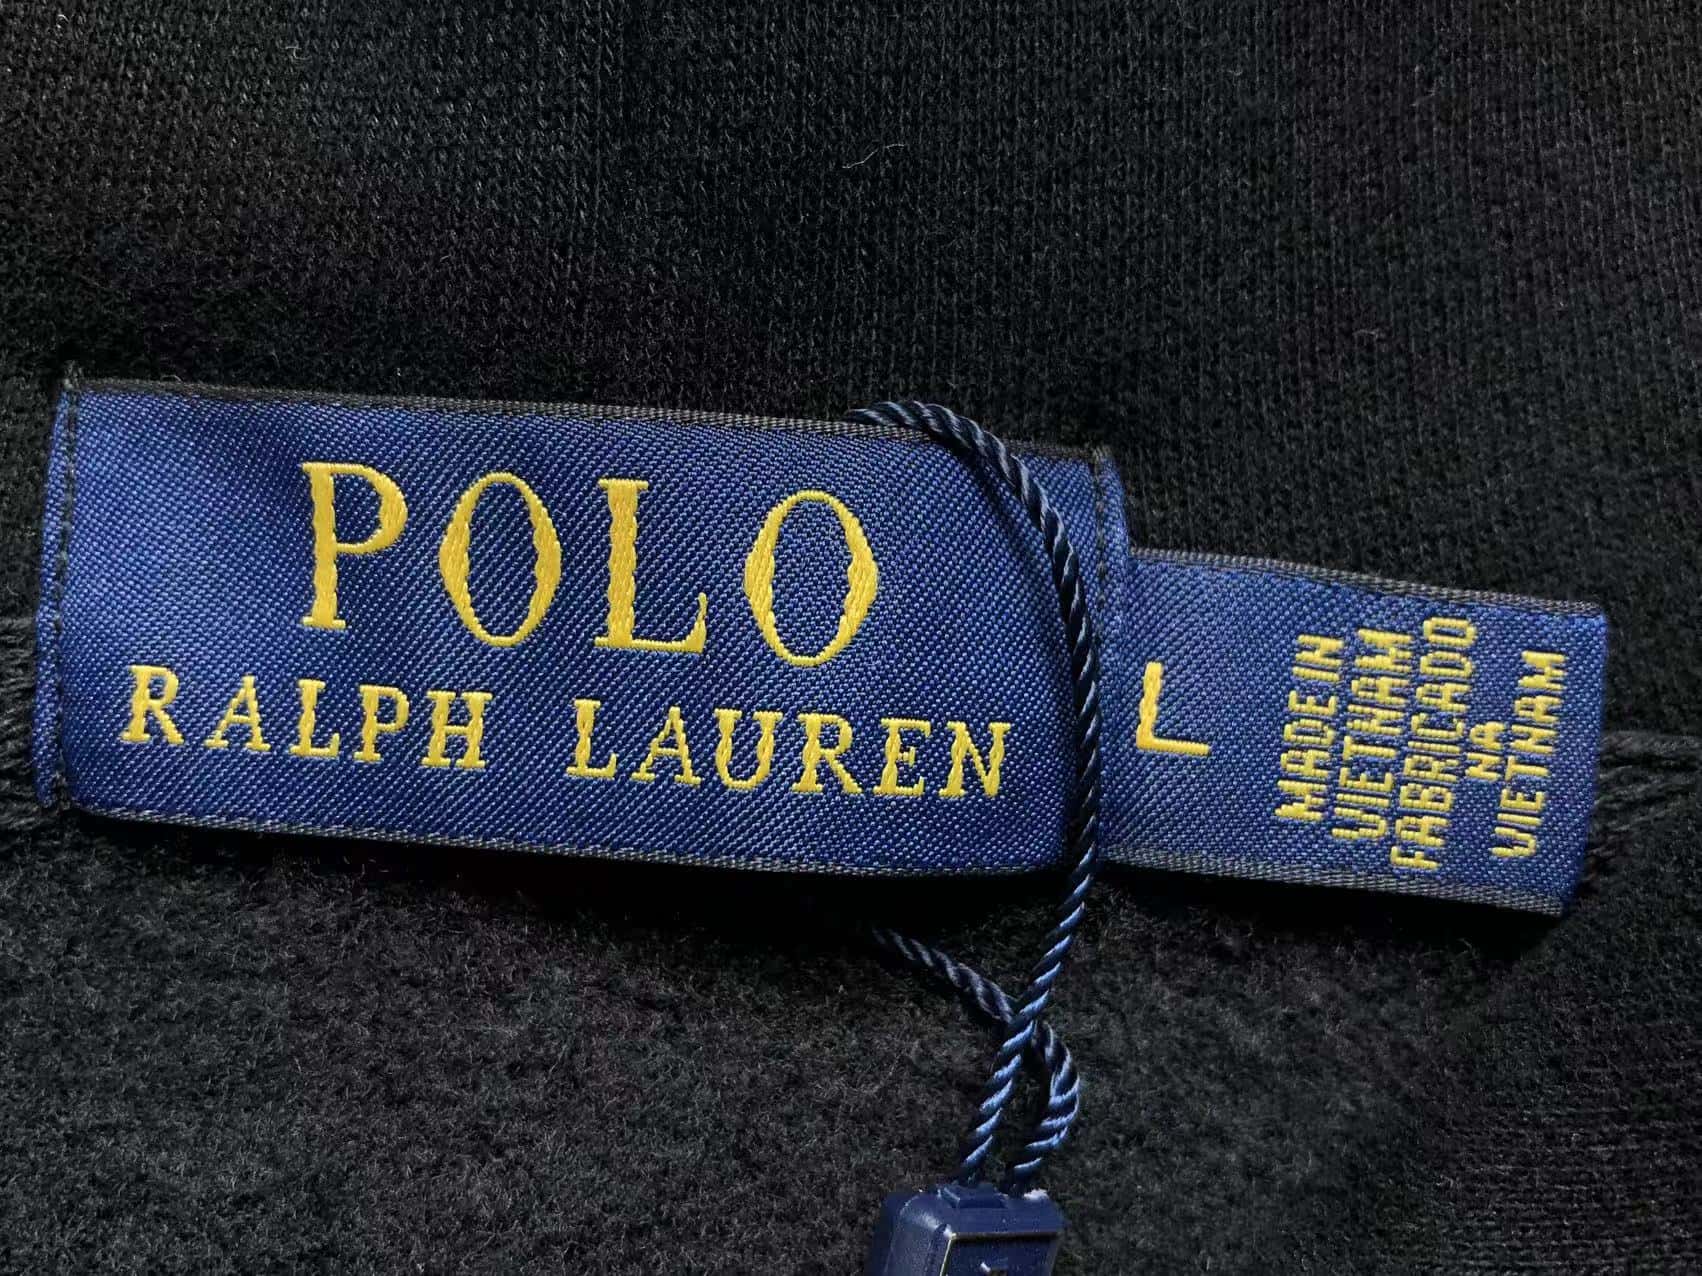 POLO
RALPH LAUREN
L
MADE IN
VIETNAM
FABRICADO
NA
VIETNAM